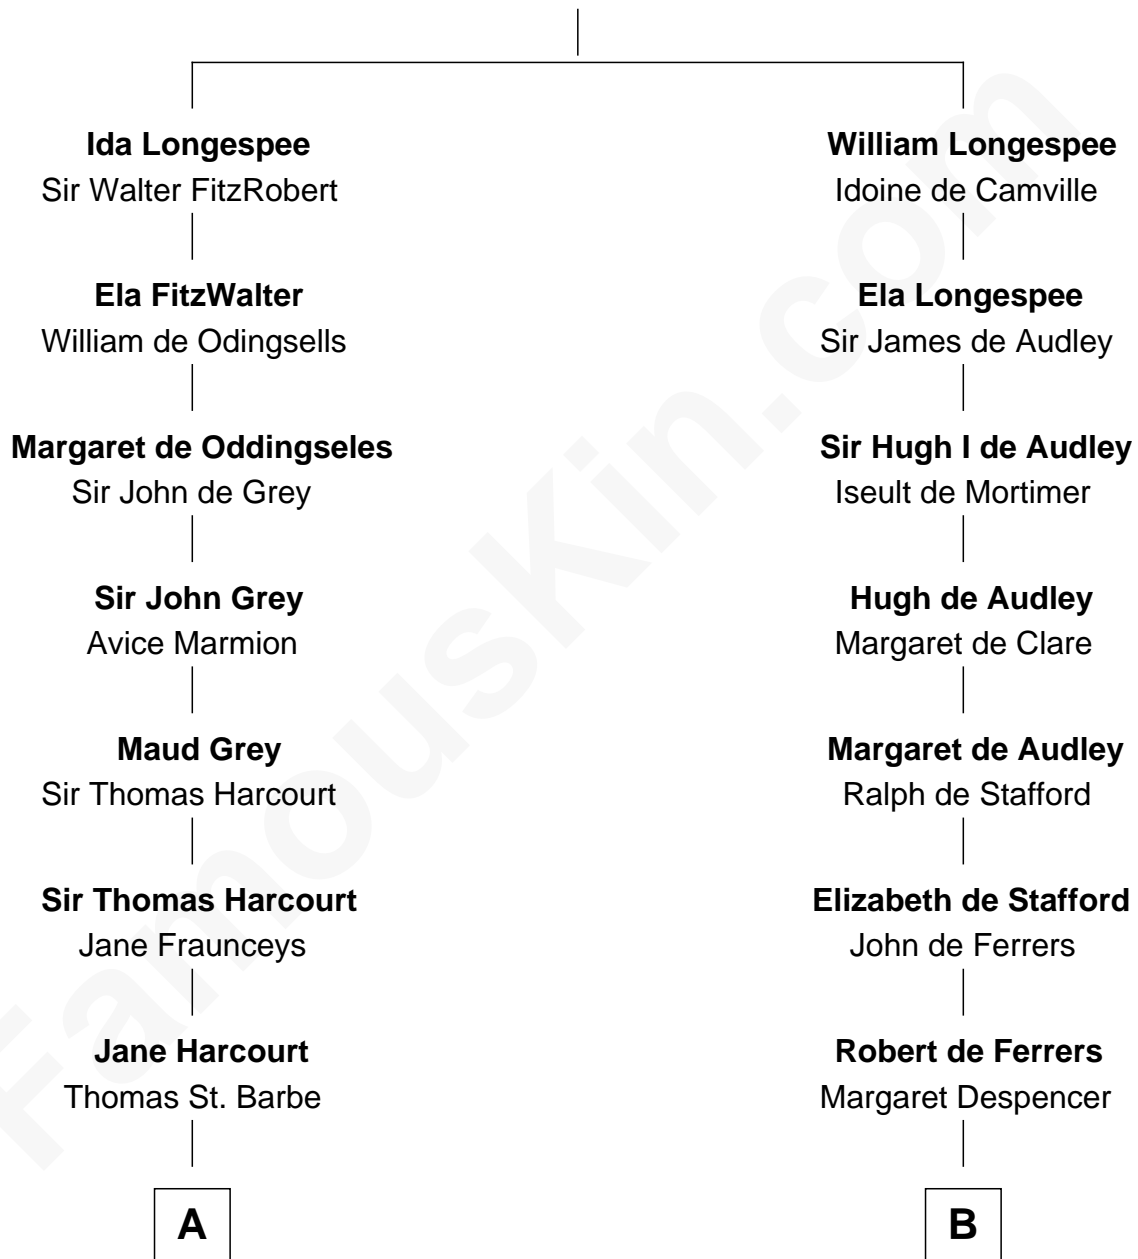 Ida Longespee
Sir Walter FitzRobert
Ela FitzWalter
William de Odingsells
Margaret de Oddingseles
Sir John de Grey
Sir John Grey
Avice Marmion
Maud Grey
Sir Thomas Harcourt
Sir Thomas Harcourt
Jane Fraunceys
Jane Harcourt
Thomas St. Barbe
A
William Longespee
Idoine de Camville
Ela Longespee
Sir James de Audley
Sir Hugh I de Audley
Iseult de Mortimer
Hugh de Audley
Margaret de Clare
Margaret de Audley
Ralph de Stafford
Elizabeth de Stafford
John de Ferrers
Robert de Ferrers
Margaret Despencer
B
FamousKin.com